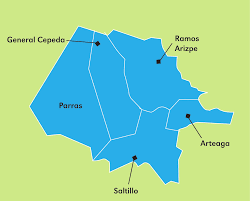 Ramos
Arizpe
General Cepeda
Parras
Arteaga
Saltillo